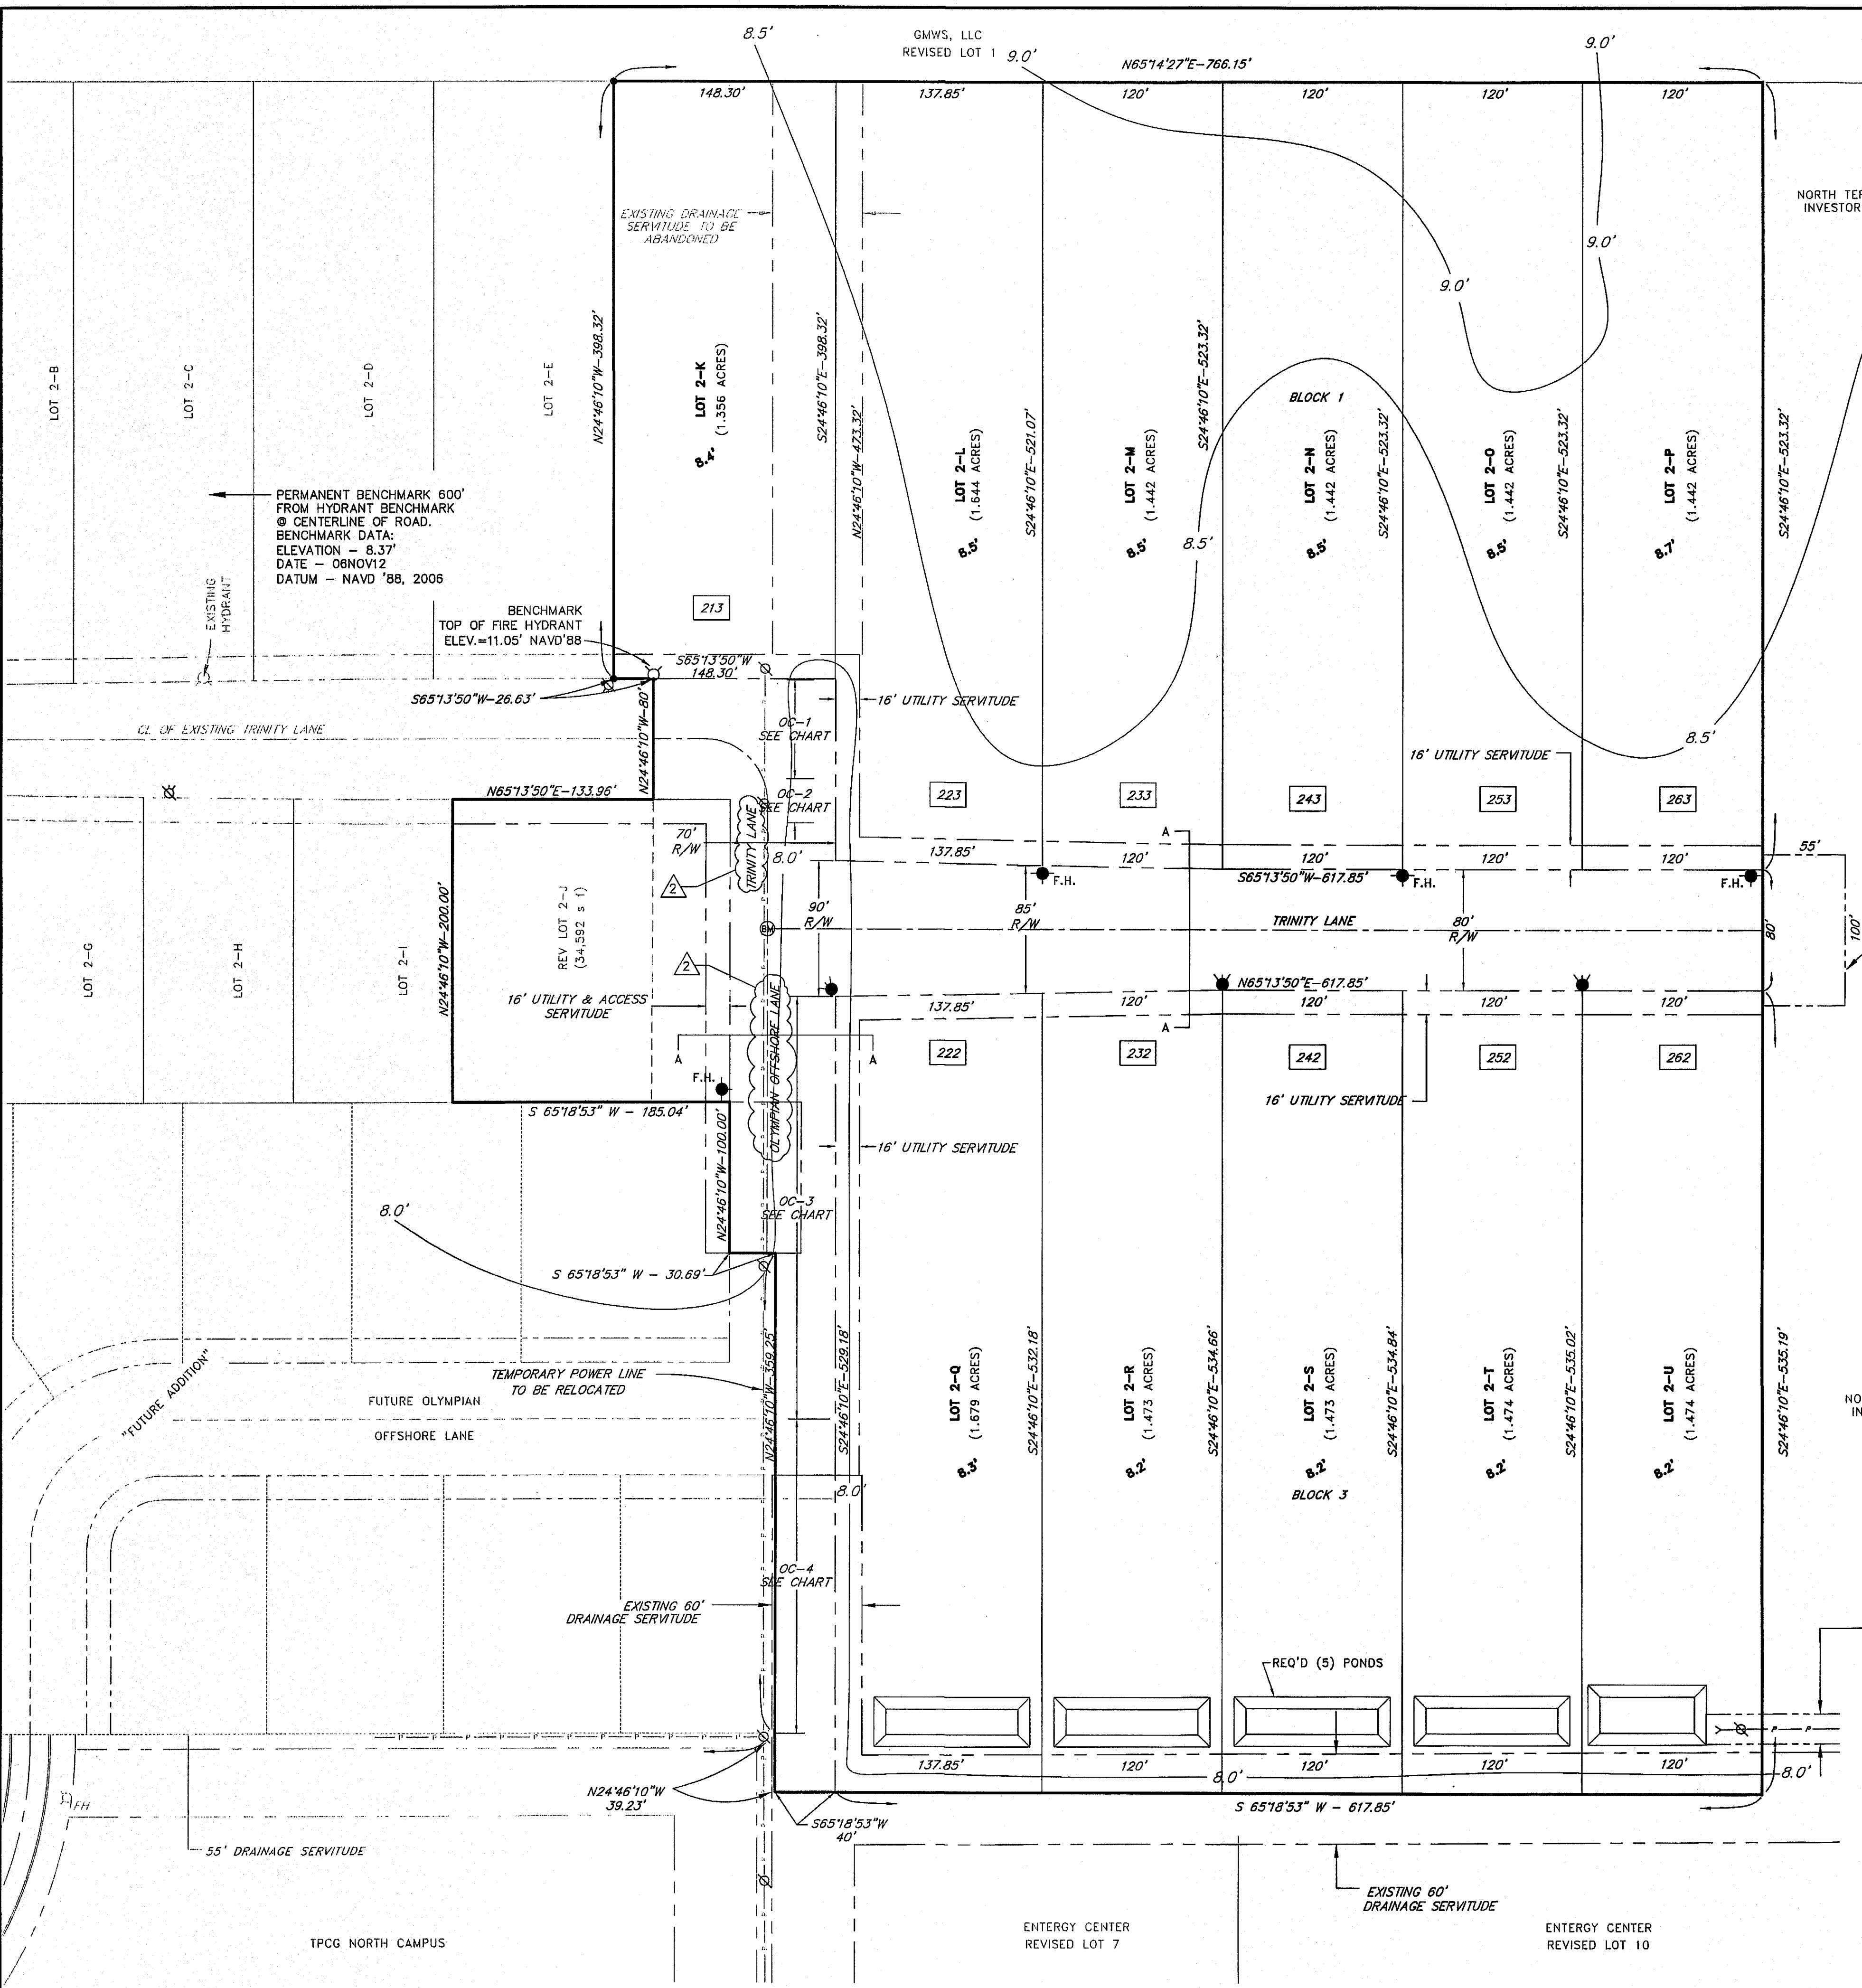 8.5'
GMWS, LLC
REVISED LOT 1
9.0'
N65°14'27"E-766.15'
9.0'
148.30'
137.85'
120'
120'
120'
120'
EXISTING DRAINAGE
SERVITUDE TO BE
ABANDONED
9.0'
9.0'
NORTH TER
INVESTOR
LOT 2-B
LOT 2-C
LOT 2-D
LOT 2-E
N24°46'10"W-398.32'
LOT 2-K
(1.356 ACRES)
S24°46'10"E-398.32'
N24°46'10"W-473.32'
LOT 2-L
(1.644 ACRES)
8.5'
S24°46'10"E-521.07'
LOT 2-M
(1.442 ACRES)
8.5'
8.5'
S24°46'10"E-523.32'
BLOCK 1
LOT 2-N
(1.442 ACRES)
8.5'
S24°46'10"E-523.32'
LOT 2-O
(1.442 ACRES)
8.5'
S24°46'10"E-523.32'
LOT 2-P
(1.442 ACRES)
8.7'
S24°46'10"E-523.32'
PERMANENT BENCHMARK 600'
FROM HYDRANT BENCHMARK
@ CENTERLINE OF ROAD.
BENCHMARK DATA:
ELEVATION - 8.37'
DATE - 06NOV12
DATUM - NAVD '88, 2006
EXISTING
HYDRANT
BENCHMARK
TOP OF FIRE HYDRANT
ELEV.=11.05' NAVD'88
213
S65°13'50"W
148.30'
S65°13'50"W-26.63'
16' UTILITY SERVITUDE
CL OF EXISTING TRINITY LANE
N24°46'10"W-80'
OC-1
SEE CHART
8.5'
16' UTILITY SERVITUDE
N65°13'50"E-133.96'
OC-2
SEE CHART
223
233
243
253
263
70'
R/W
TRINITY LANE
8.0'
137.85'
A
120'
120'
120'
120'
55'
2
F.H.
S65°13'50"W-617.85'
F.H.
F.H.
LOT 2-G
LOT 2-H
LOT 2-I
N24°46'10"W-200.00'
REV LOT 2-J
(34,592 s f)
90'
R/W
85'
R/W
TRINITY LANE
80'
R/W
80'
100'
BM
2
N65°13'50"E-617.85'
16' UTILITY & ACCESS
SERVITUDE
OLYMPIAN OFFSHORE LANE
137.85'
120'
120'
120'
120'
A
A
A
222
232
242
252
262
F.H.
16' UTILITY SERVITUDE
S 65°18'53" W - 185.04'
N24°46'10"W-100.00'
16' UTILITY SERVITUDE
OC-3
SEE CHART
8.0'
S 65°18'53" W - 30.69'
"FUTURE ADDITION"
TEMPORARY POWER LINE
TO BE RELOCATED
FUTURE OLYMPIAN
OFFSHORE LANE
N24°46'10"W-359.25'
S24°46'10"E-529.18'
LOT 2-Q
(1.679 ACRES)
8.3'
S24°46'10"E-532.18'
LOT 2-R
(1.473 ACRES)
8.2'
S24°46'10"E-534.66'
LOT 2-S
(1.473 ACRES)
8.2'
BLOCK 3
S24°46'10"E-534.84'
LOT 2-T
(1.474 ACRES)
8.2'
S24°46'10"E-535.02'
LOT 2-U
(1.474 ACRES)
8.2'
S24°46'10"E-535.19'
NO
IN
8.0'
OC-4
SEE CHART
EXISTING 60'
DRAINAGE SERVITUDE
REQ'D (5) PONDS
137.85'
120'
120'
120'
120'
8.0'
8.0'
N24°46'10"W
39.23'
S 65°18'53" W - 617.85'
S65°18'53"W
40'
FH
55' DRAINAGE SERVITUDE
EXISTING 60'
DRAINAGE SERVITUDE
TPCG NORTH CAMPUS
ENTERGY CENTER
REVISED LOT 7
ENTERGY CENTER
REVISED LOT 10